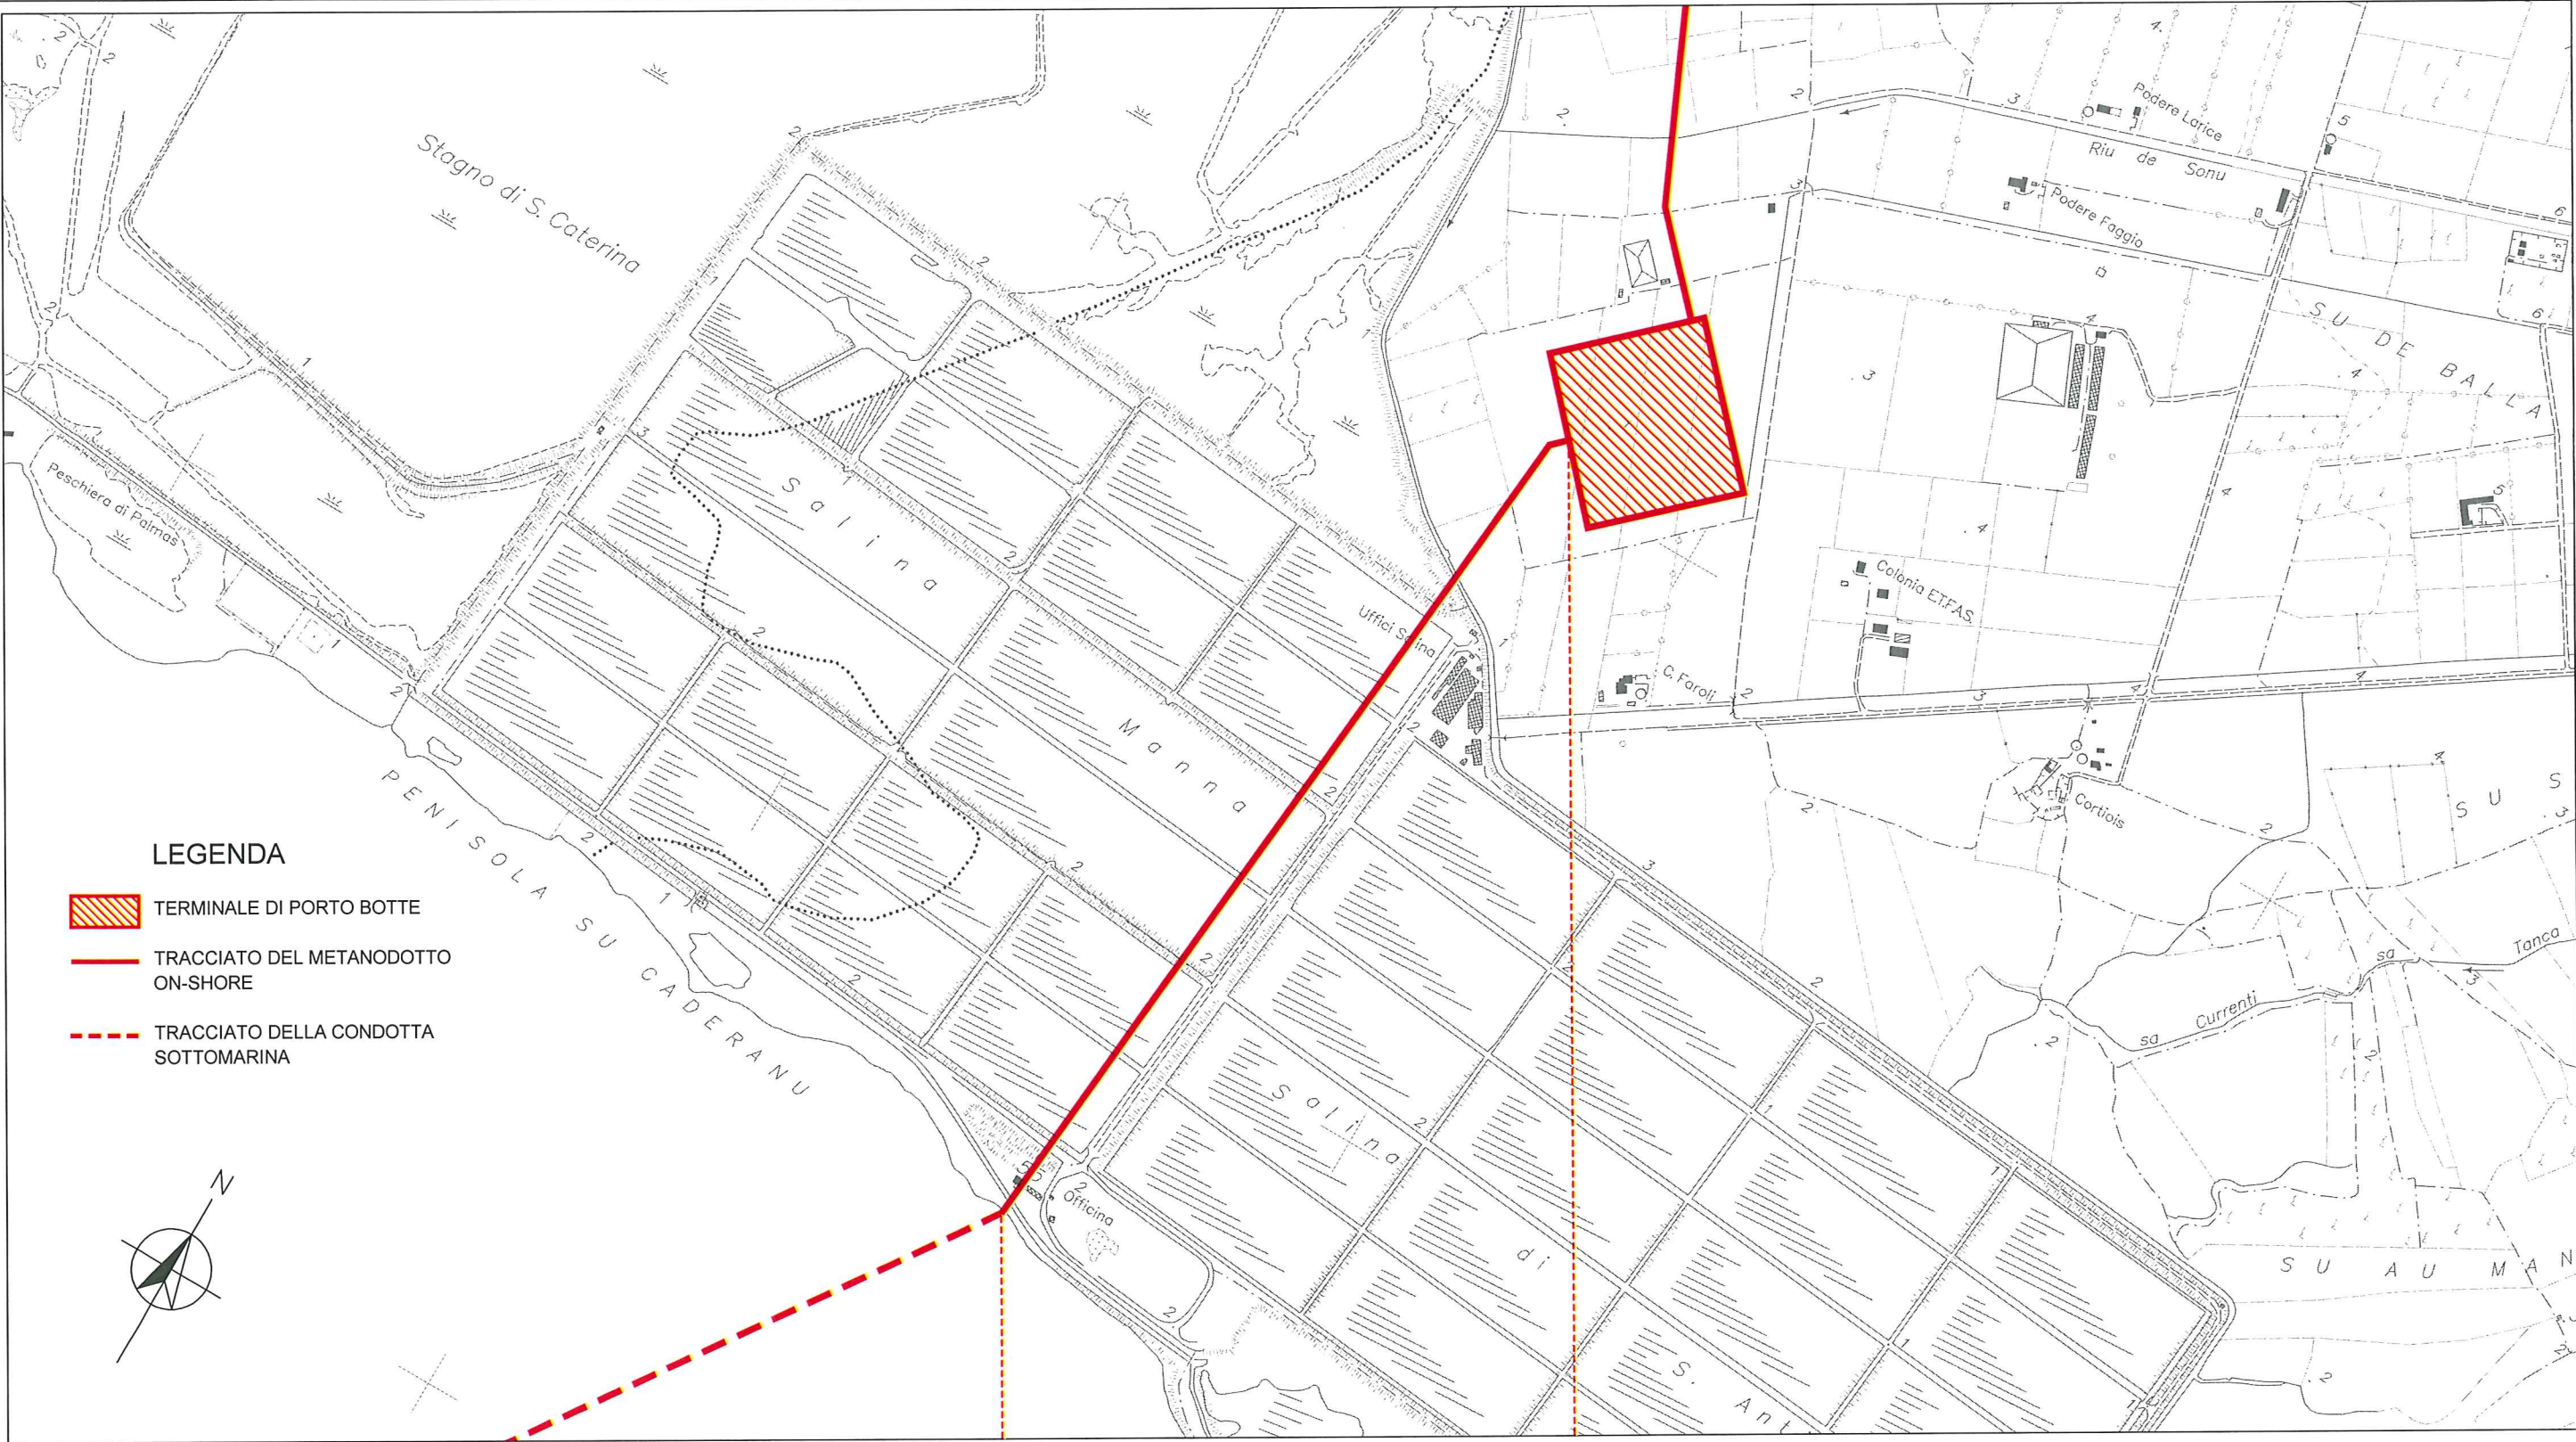 Stagno di S. Caterina
Podere Larice
Riu de Sonu
Podere Faggio
SU DE BALLA
Peschiera di Palmas
Salina
Manna
Uffici Salina
Colonia E.T.F.A.S.
C. Faroli
Cortiois
SU S
PENISOLA SU CADERANU
LEGENDA
TERMINALE DI PORTO BOTTE
TRACCIATO DEL METANODOTTO
ON-SHORE
TRACCIATO DELLA CONDOTTA
SOTTOMARINA
N
Officina
Salina
di
S. Ant
sa Currenti sa Tanca
SU AU MAN